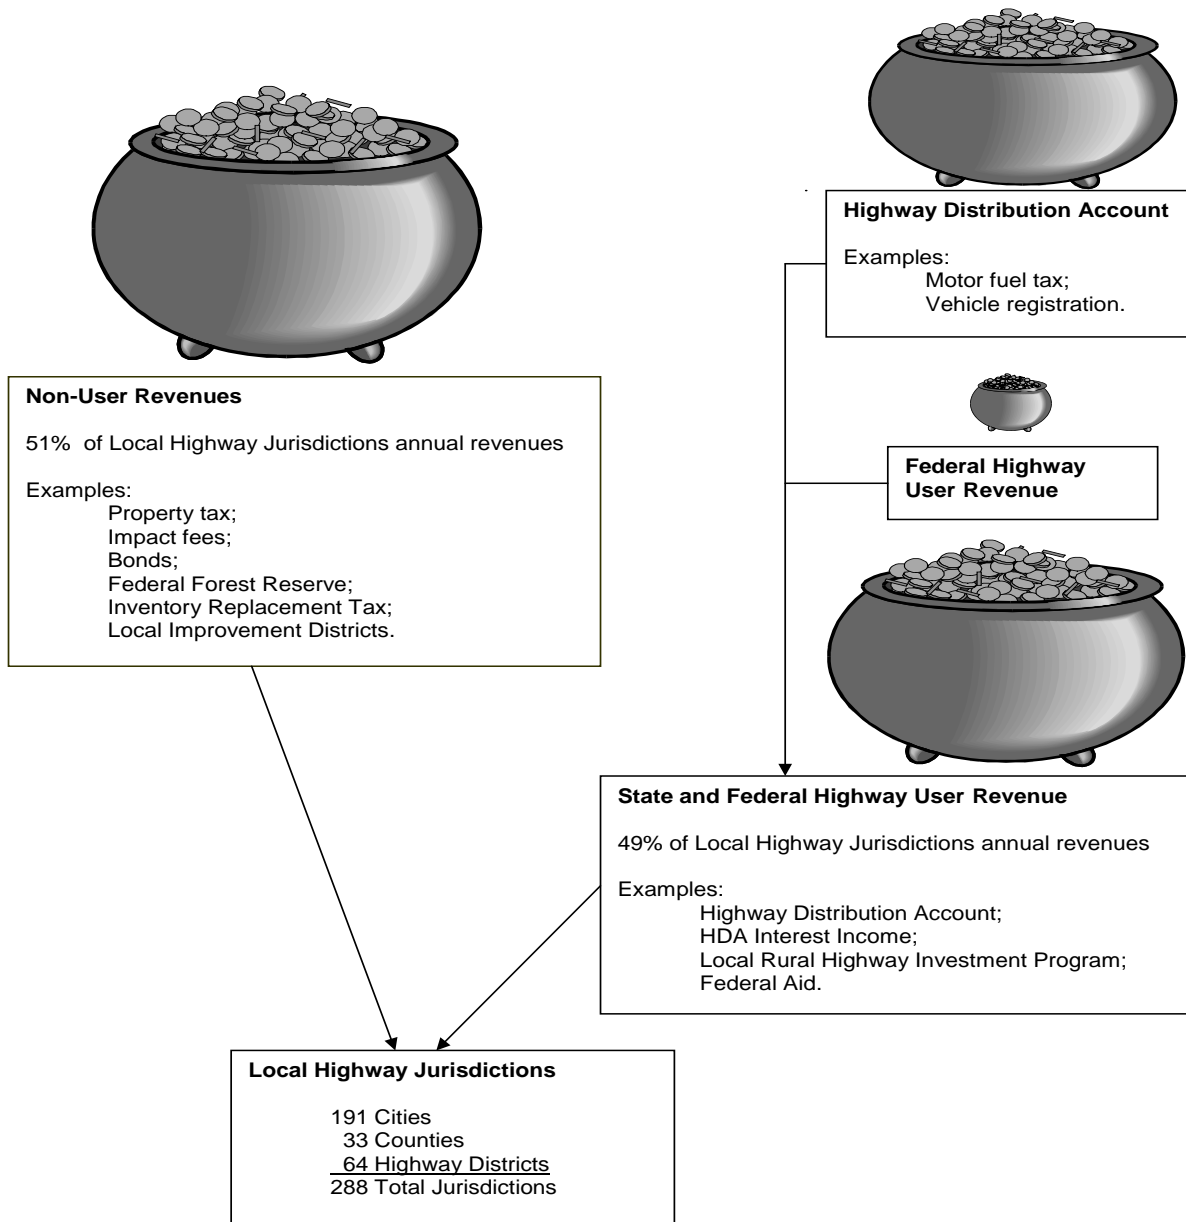 Highway Distribution Account
Examples:
Motor fuel tax;
Vehicle registration.
Non-User Revenues
51% of Local Highway Jurisdictions annual revenues
Examples:
Property tax;
Impact fees;
Bonds;
Federal Forest Reserve;
Inventory Replacement Tax;
Local Improvement Districts.
Federal Highway
User Revenue
State and Federal Highway User Revenue
49% of Local Highway Jurisdictions annual revenues
Examples:
Highway Distribution Account;
HDA Interest Income;
Local Rural Highway Investment Program;
Federal Aid.
Local Highway Jurisdictions
191 Cities
33 Counties
64 Highway Districts
288 Total Jurisdictions